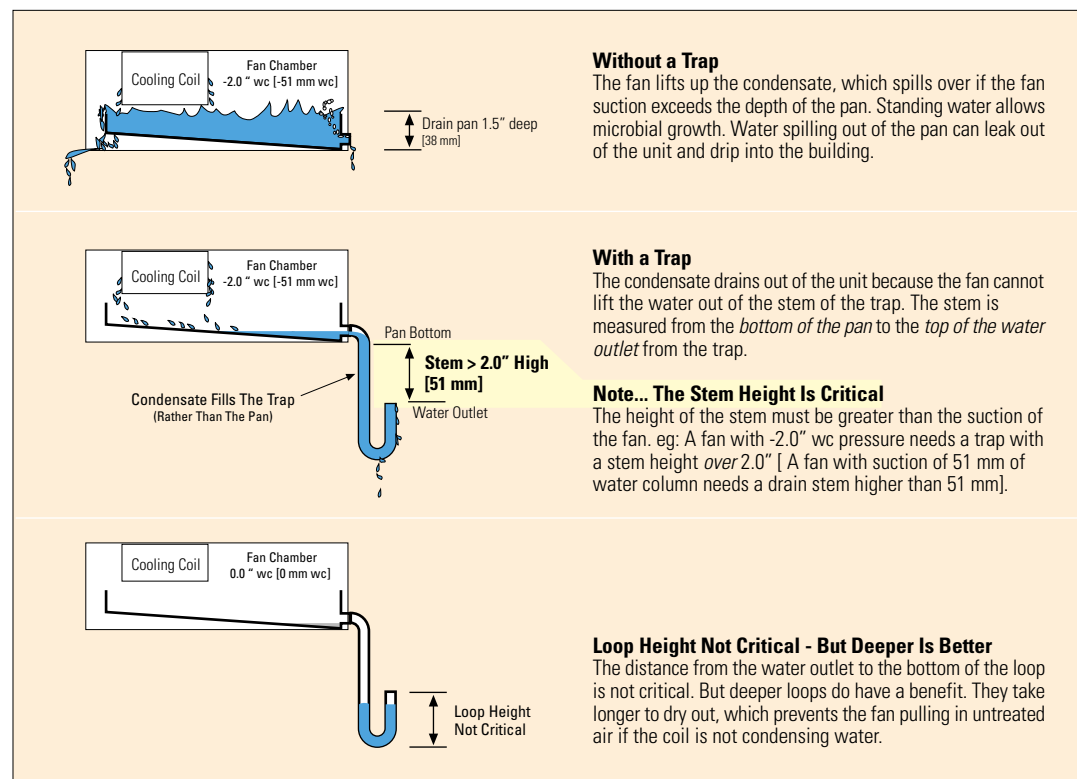 Cooling Coil
Fan Chamber
-2.0 “ wc [-51 mm wc]
Drain pan 1.5” deep
[38 mm]
Without a Trap
The fan lifts up the condensate, which spills over if the fan
suction exceeds the depth of the pan. Standing water allows
microbial growth. Water spilling out of the pan can leak out
of the unit and drip into the building.
Cooling Coil
Fan Chamber
-2.0 “ wc [-51 mm wc]
Pan Bottom
Stem > 2.0” High
[51 mm]
Water Outlet
Condensate Fills The Trap
(Rather Than The Pan)
With a Trap
The condensate drains out of the unit because the fan cannot
lift the water out of the stem of the trap. The stem is
measured from the bottom of the pan to the top of the water
outlet from the trap.
Note... The Stem Height Is Critical
The height of the stem must be greater than the suction of
the fan. eg: A fan with -2.0” wc pressure needs a trap with
a stem height over 2.0” [ A fan with suction of 51 mm of
water column needs a drain stem higher than 51 mm].
Cooling Coil
Fan Chamber
0.0 “ wc [0 mm wc]
Loop Height
Not Critical
Loop Height Not Critical - But Deeper Is Better
The distance from the water outlet to the bottom of the loop
is not critical. But deeper loops do have a benefit. They take
longer to dry out, which prevents the fan pulling in untreated
air if the coil is not condensing water.